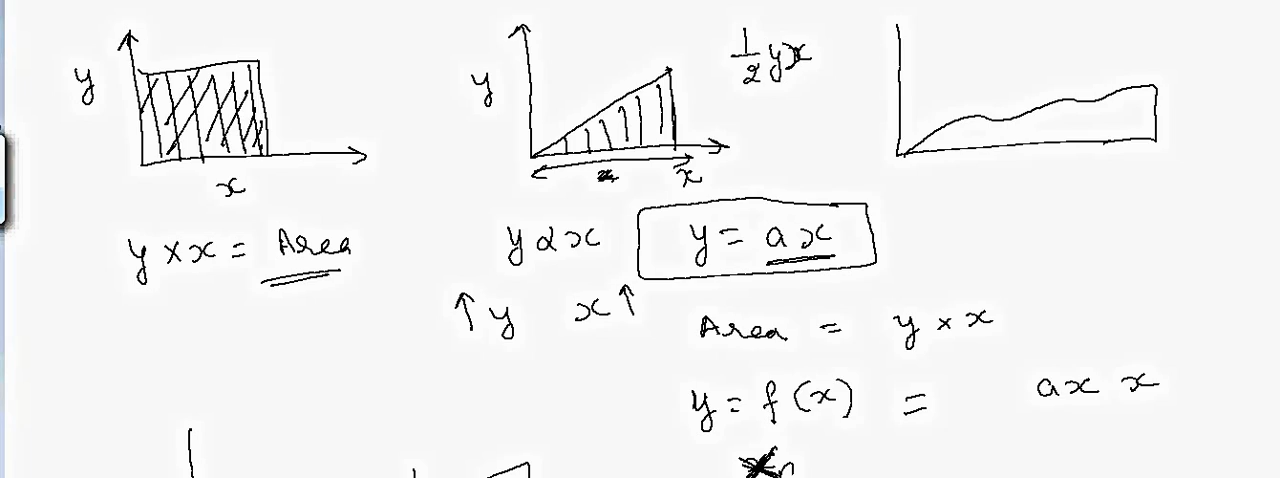 y
x
y × x = Area
y
x
½ yx
y α x
y = ax
↑ y x ↑
Area = y × x
y = f(x) = ax x